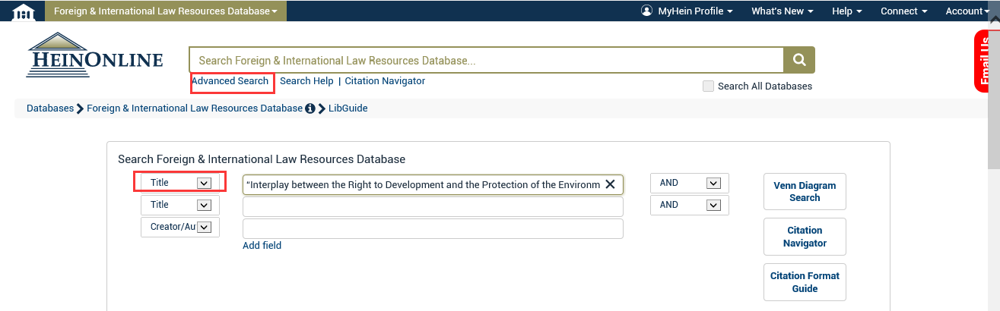 Foreign & International Law Resources Database
MyHein Profile
What's New
Help
Connect
Account
HEINONLINE
Search Foreign & International Law Resources Database...
Advanced Search
Search Help | Citation Navigator
Search All Databases
Email Us
Databases
Foreign & International Law Resources Database
LibGuide
Search Foreign & International Law Resources Database
Title
“Interplay between the Right to Development and the Protection of the Environm
AND
Venn Diagram
Search
Title
AND
Creator/Au
Citation
Navigator
Add field
Citation Format
Guide